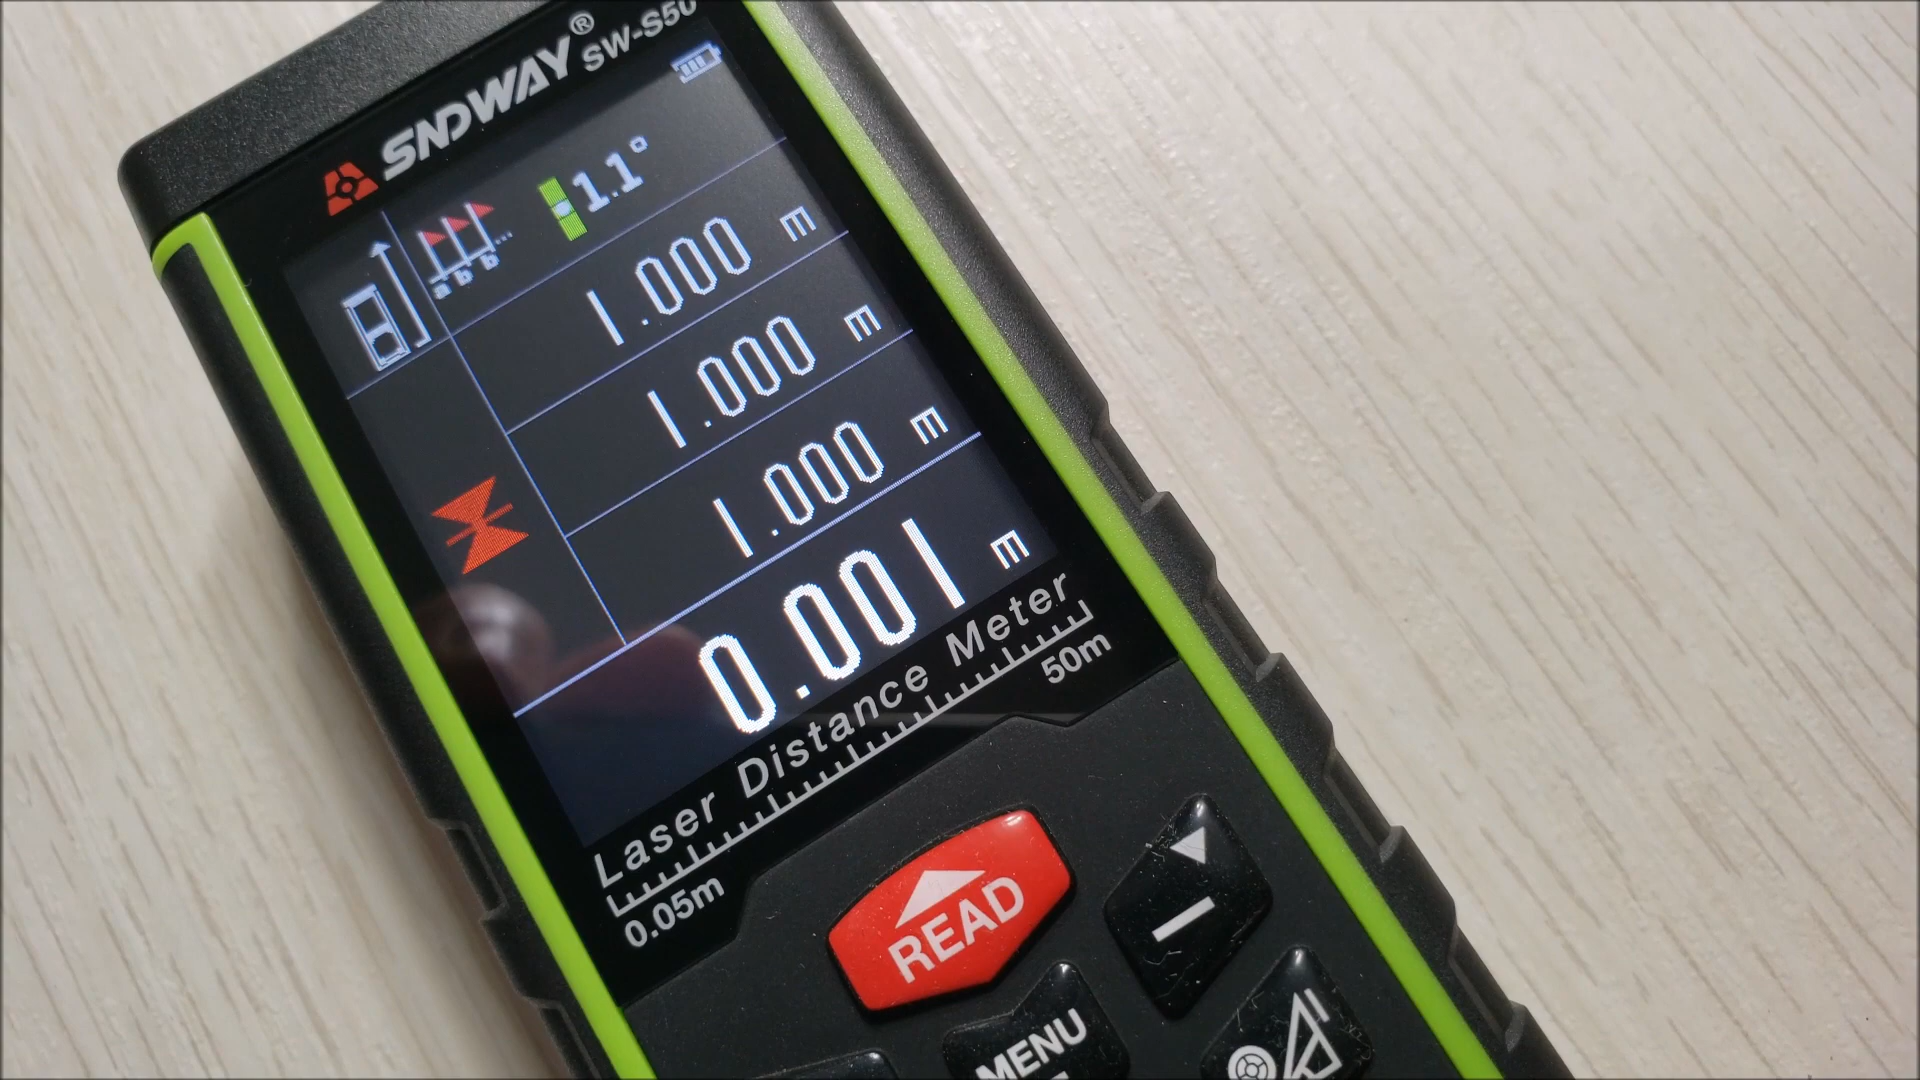 SNDWAY® SW-S50
1.1°
a b b ...
1.000 m
1.000 m
1.000 m
0.001 m
Laser Distance Meter
0.05m 50m
READ
MENU